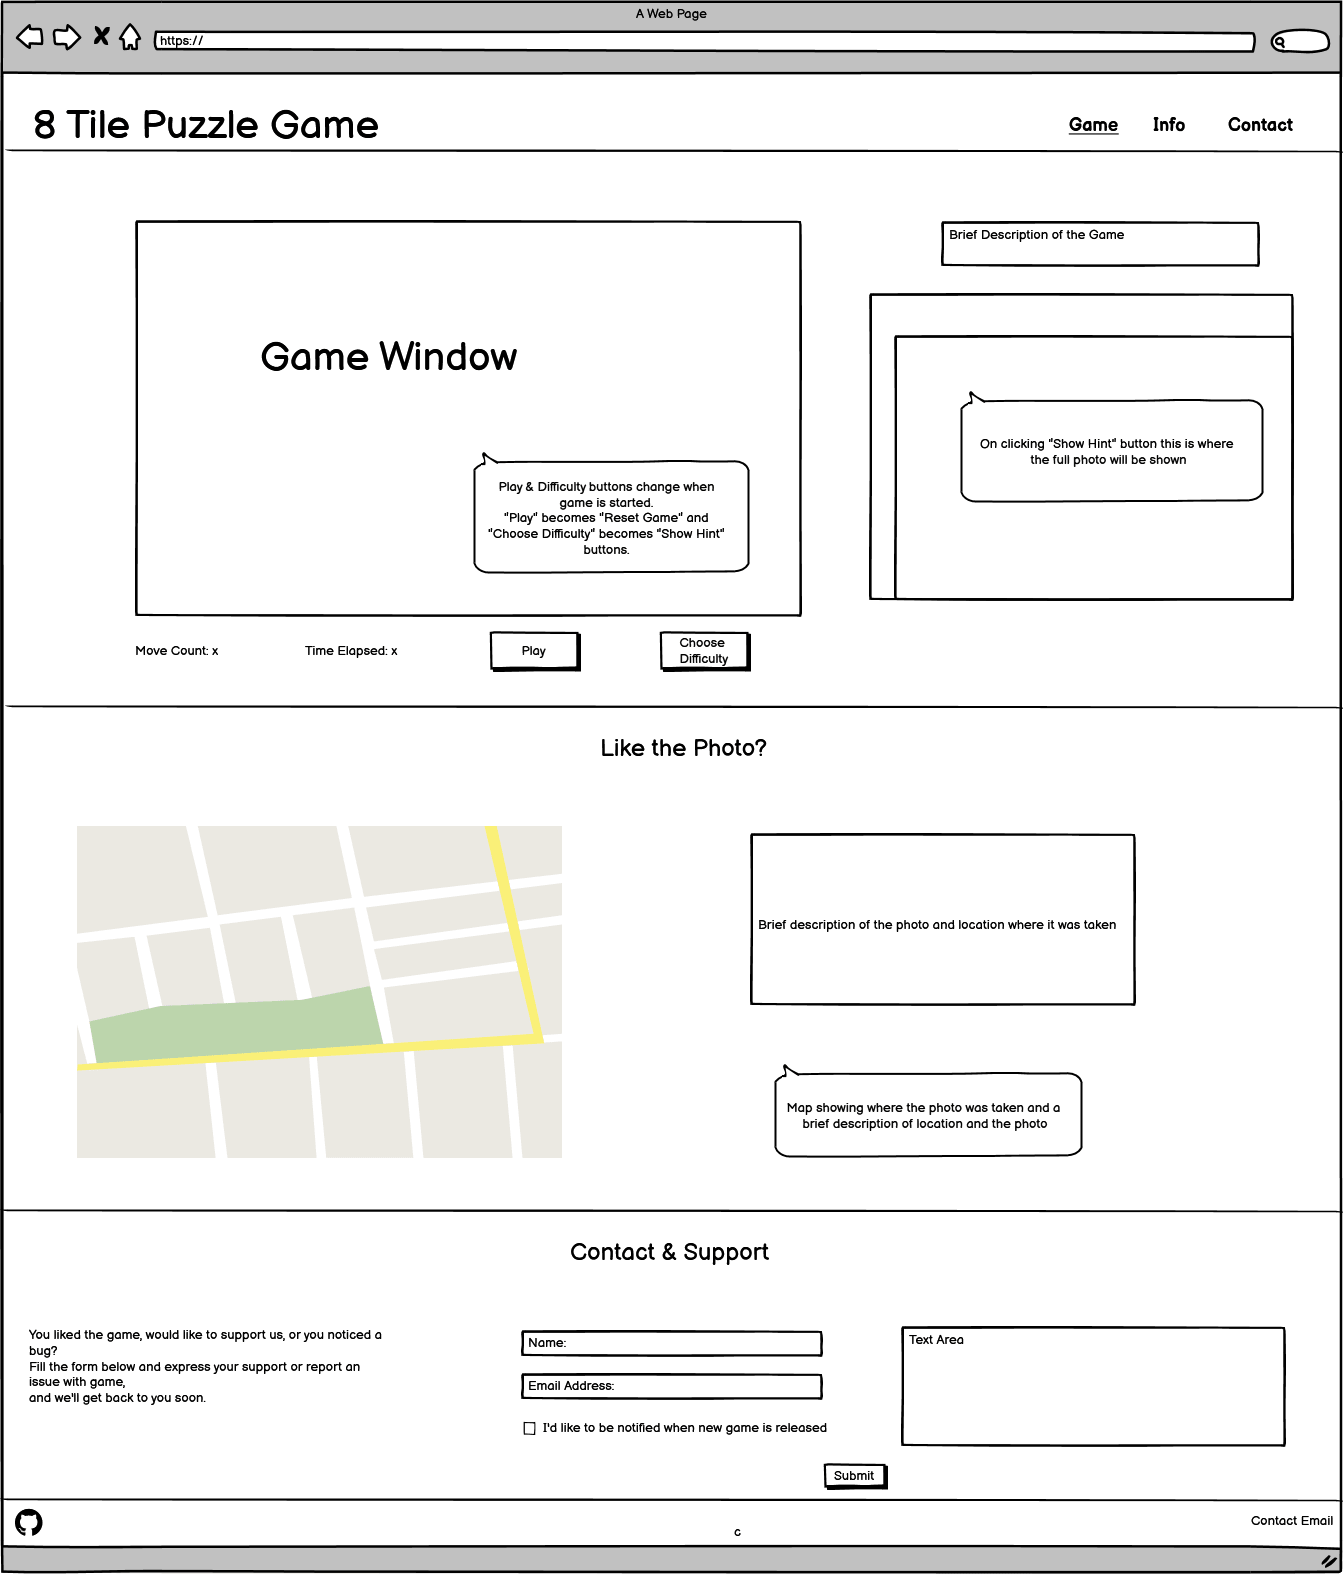 A Web Page
https://
8 Tile Puzzle Game
Game
Info
Contact
Brief Description of the Game
Game Window
On clicking "Show Hint" button this is where
the full photo will be shown
Play & Difficulty buttons change when
game is started.
"Play" becomes "Reset Game" and
"Choose Difficulty" becomes "Show Hint"
buttons.
Move Count: x
Time Elapsed: x
Play
Choose
Difficulty
Like the Photo?
Brief description of the photo and location where it was taken
Map showing where the photo was taken and a
brief description of location and the photo
Contact & Support
You liked the game, would like to support us, or you noticed a
bug?
Fill the form below and express your support or report an
issue with game,
and we'll get back to you soon.
Name:
Email Address:
I'd like to be notified when new game is released
Text Area
Submit
Contact Email
c